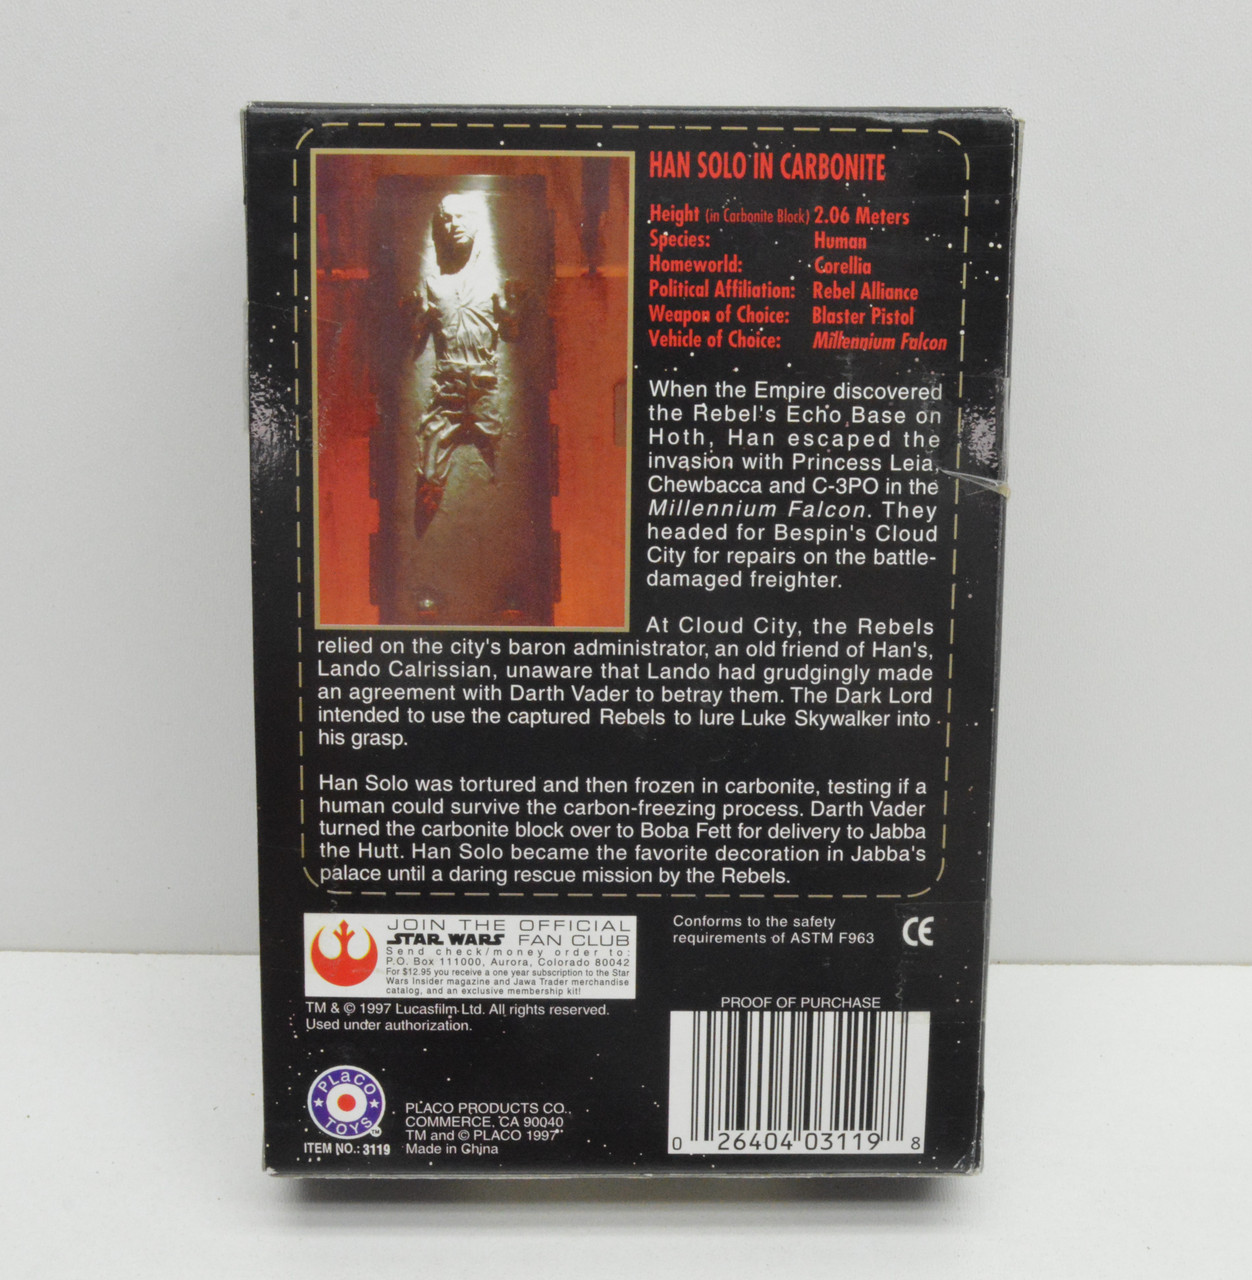 HAN SOLO IN CARBONITE
Height (in Carbonite Block) 2.06 Meters
Species: Human
Homeworld: Corellia
Political Affiliation: Rebel Alliance
Weapon of Choice: Blaster Pistol
Vehicle of Choice: Millennium Falcon
When the Empire discovered
the Rebel's Echo Base on
Hoth, Han escaped the
invasion with Princess Leia,
Chewbacca and C-3PO in the
Millennium Falcon. They
headed for Bespin's Cloud
City for repairs on the battle-
damaged freighter.
At Cloud City, the Rebels
relied on the city's baron administrator, an old friend of Han's,
Lando Calrissian, unaware that Lando had grudgingly made
an agreement with Darth Vader to betray them. The Dark Lord
intended to use the captured Rebels to lure Luke Skywalker into
his grasp.
Han Solo was tortured and then frozen in carbonite, testing if a
human could survive the carbon-freezing process. Darth Vader
turned the carbonite block over to Boba Fett for delivery to Jabba
the Hutt. Han Solo became the favorite decoration in Jabba's
palace until a daring rescue mission by the Rebels.
JOIN THE OFFICIAL
STAR WARS FAN CLUB
Send check/money order to:
P.O. Box 111000, Aurora, Colorado 80042
For $12.95 you receive a one year subscription to the Star
Wars Insider magazine and Jawa Trader merchandise
catalog, and an exclusive membership kit!
TM & © 1997 Lucasfilm Ltd. All rights reserved.
Used under authorization.
Conforms to the safety
requirements of ASTM F963
CE
PROOF OF PURCHASE
0 26404 03119 8
PLACO
TOYS
TM
ITEM NO.: 3119
PLACO PRODUCTS CO.,
COMMERCE, CA 90040
TM and © PLACO 1997
Made in China